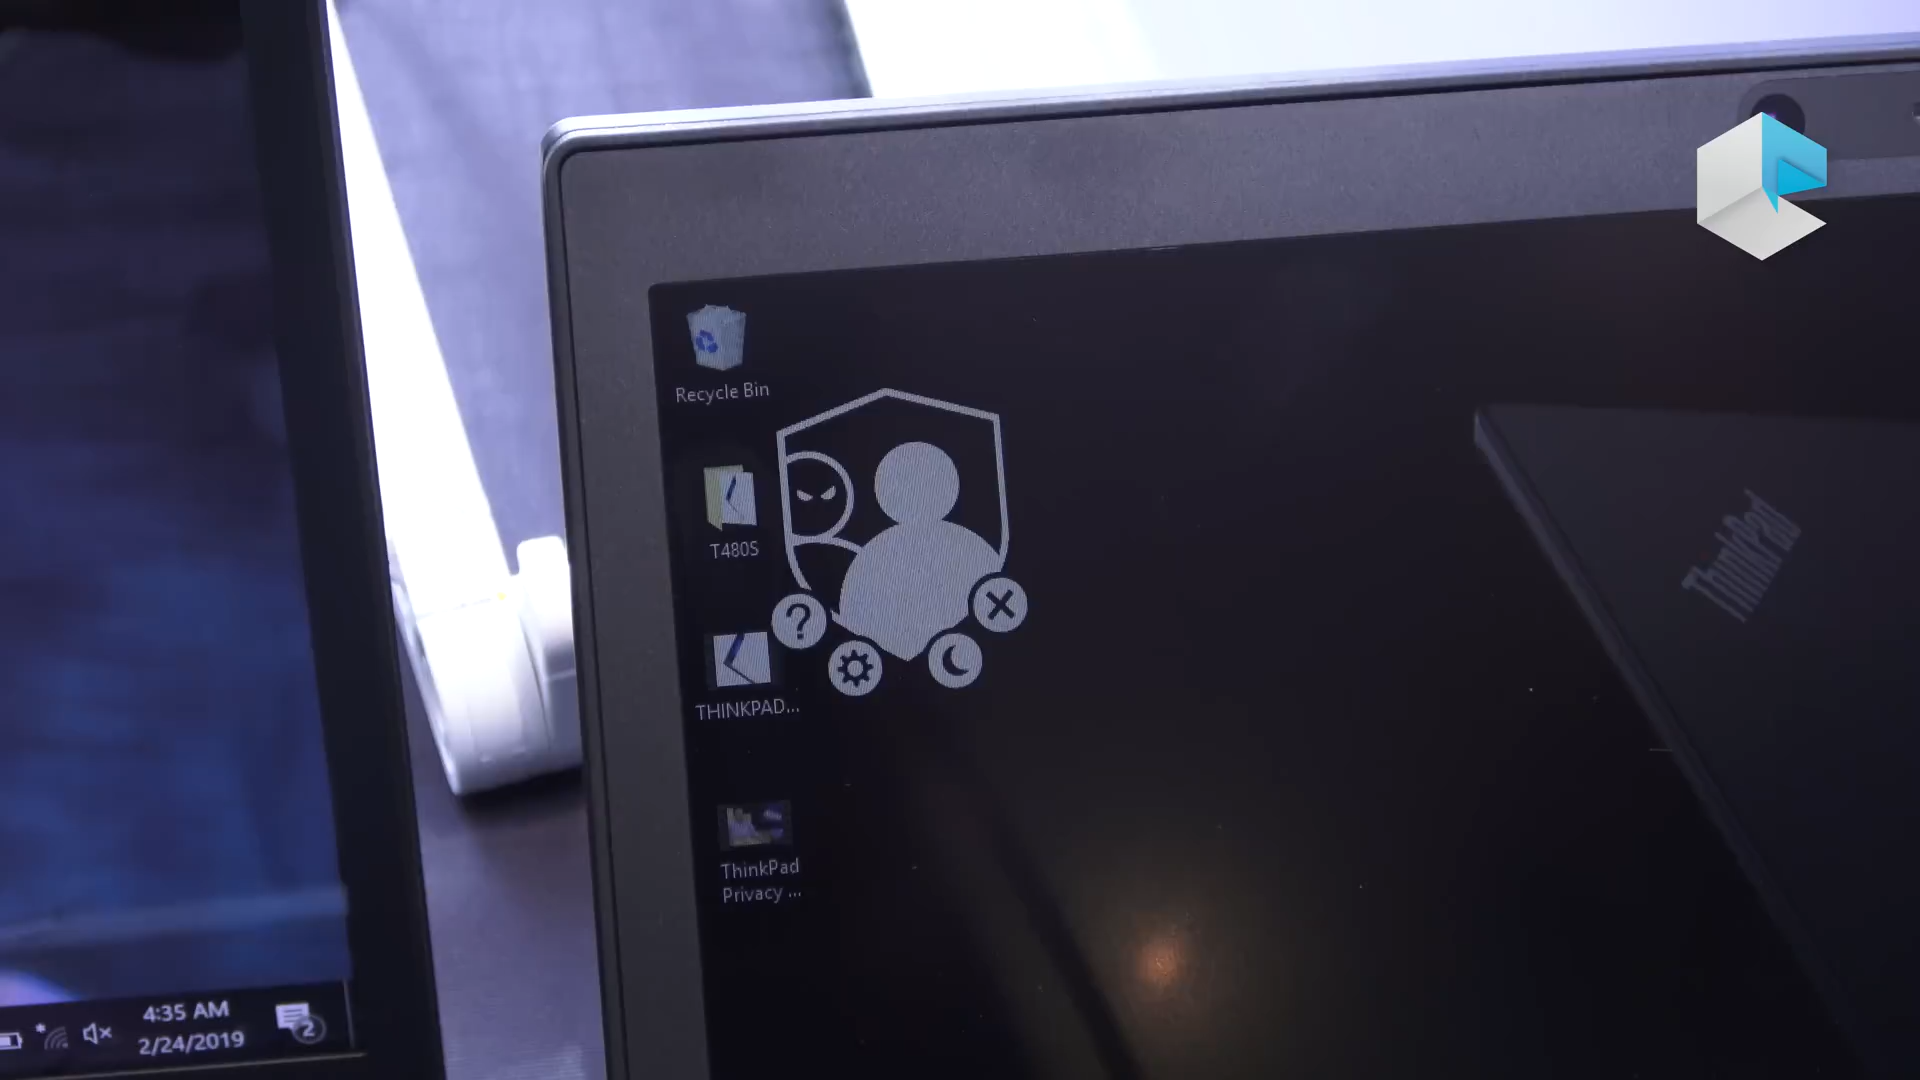 Recycle Bin
T480S
THINKPAD...
ThinkPad
Privacy ...
?
ThinkPad
4:35 AM
2/24/2019
2